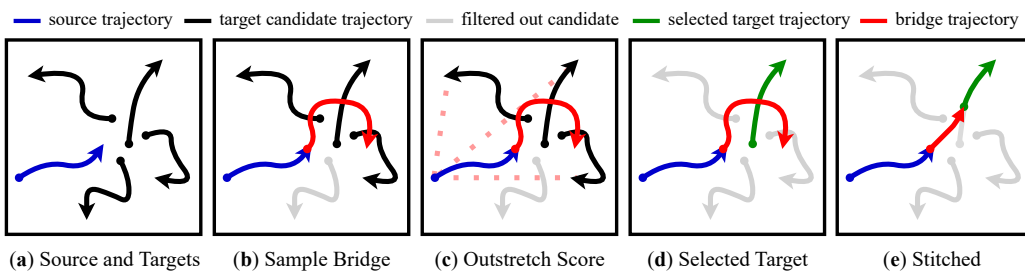 source trajectory target candidate trajectory filtered out candidate selected target trajectory bridge trajectory
(a) Source and Targets (b) Sample Bridge (c) Outstretch Score (d) Selected Target (e) Stitched